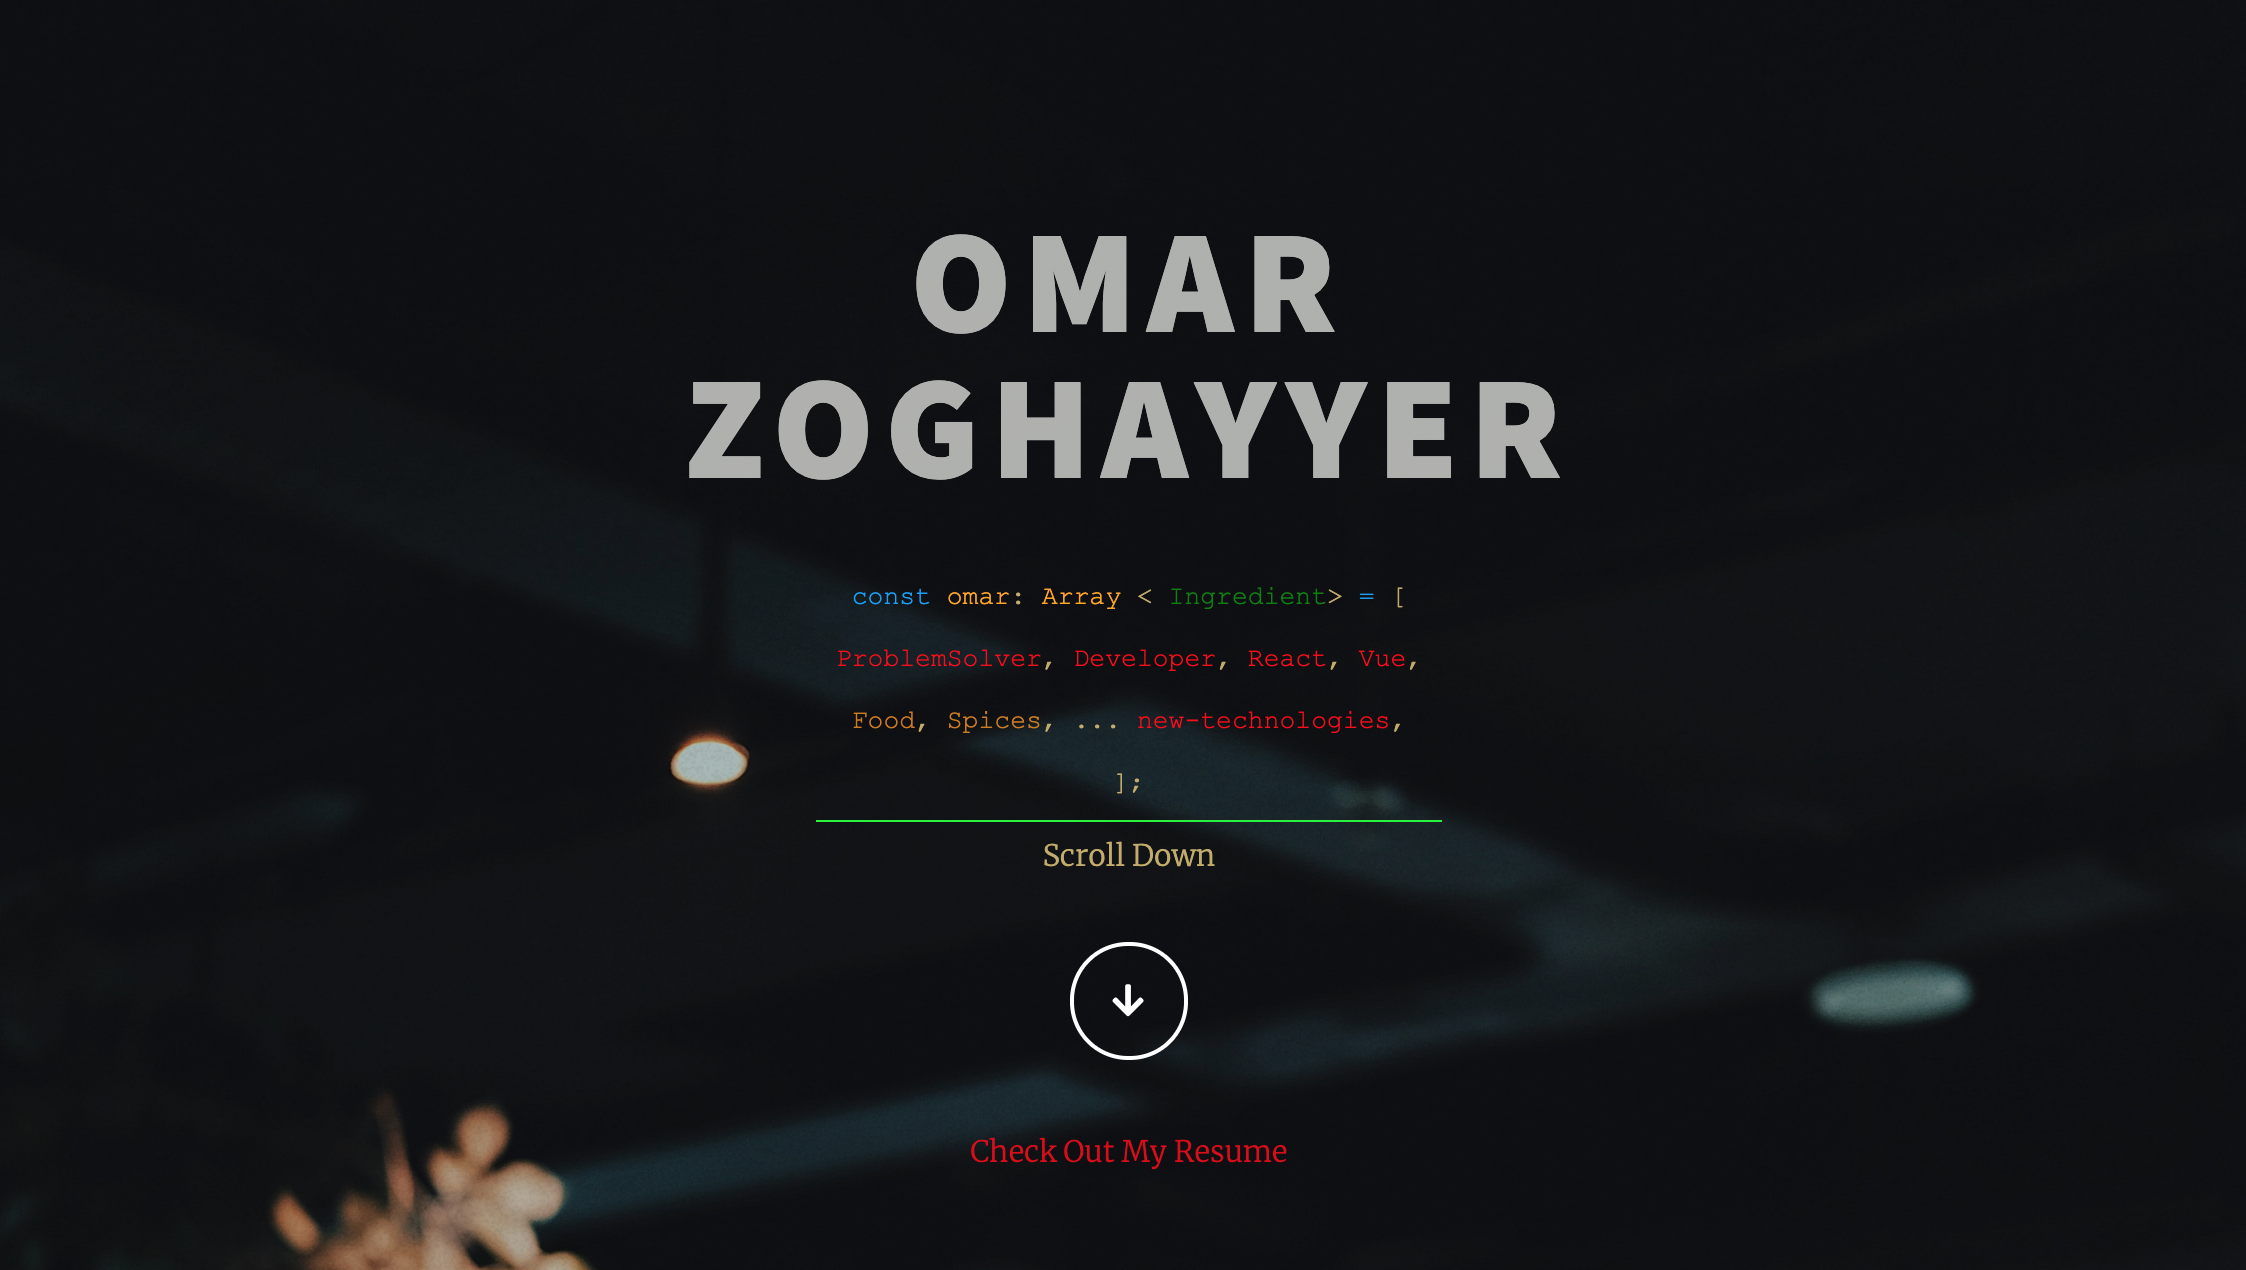 OMAR
ZOGHAYYER
const omar: Array < Ingredient> = [
ProblemSolver, Developer, React, Vue,
Food, Spices, ... new-technologies,
];
Scroll Down
Check Out My Resume